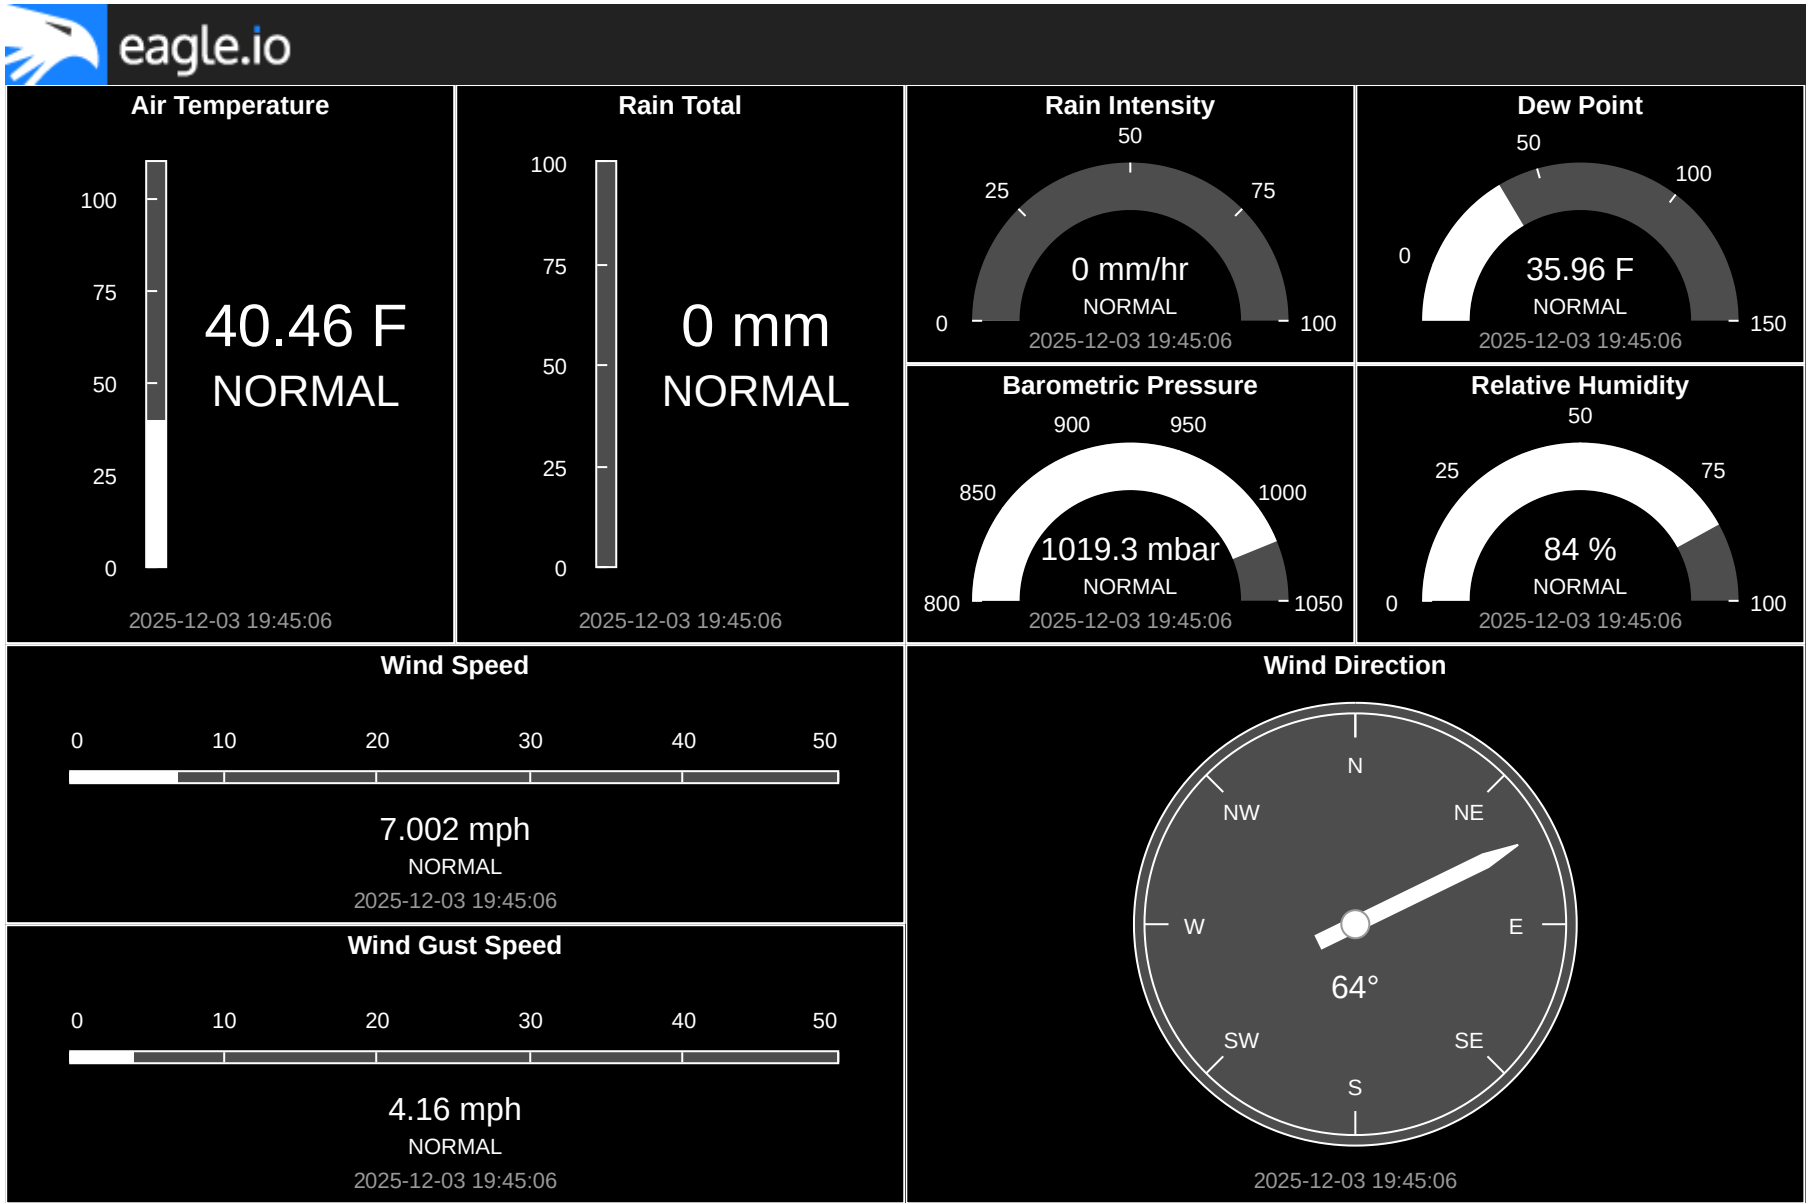 eagle.io
Air Temperature
100
75
50
25
0
40.46 F
NORMAL
2025-12-03 19:45:06
Rain Total
100
75
50
25
0
0 mm
NORMAL
2025-12-03 19:45:06
Rain Intensity
50
25
75
0
100
0 mm/hr
NORMAL
2025-12-03 19:45:06
Dew Point
50
100
0
150
35.96 F
NORMAL
2025-12-03 19:45:06
Barometric Pressure
900
950
850
1000
800
1050
1019.3 mbar
NORMAL
2025-12-03 19:45:06
Relative Humidity
50
25
75
0
100
84 %
NORMAL
2025-12-03 19:45:06
Wind Speed
0 10 20 30 40 50
7.002 mph
NORMAL
2025-12-03 19:45:06
Wind Gust Speed
0 10 20 30 40 50
4.16 mph
NORMAL
2025-12-03 19:45:06
Wind Direction
N
NW NE
W E
64°
SW SE
S
2025-12-03 19:45:06